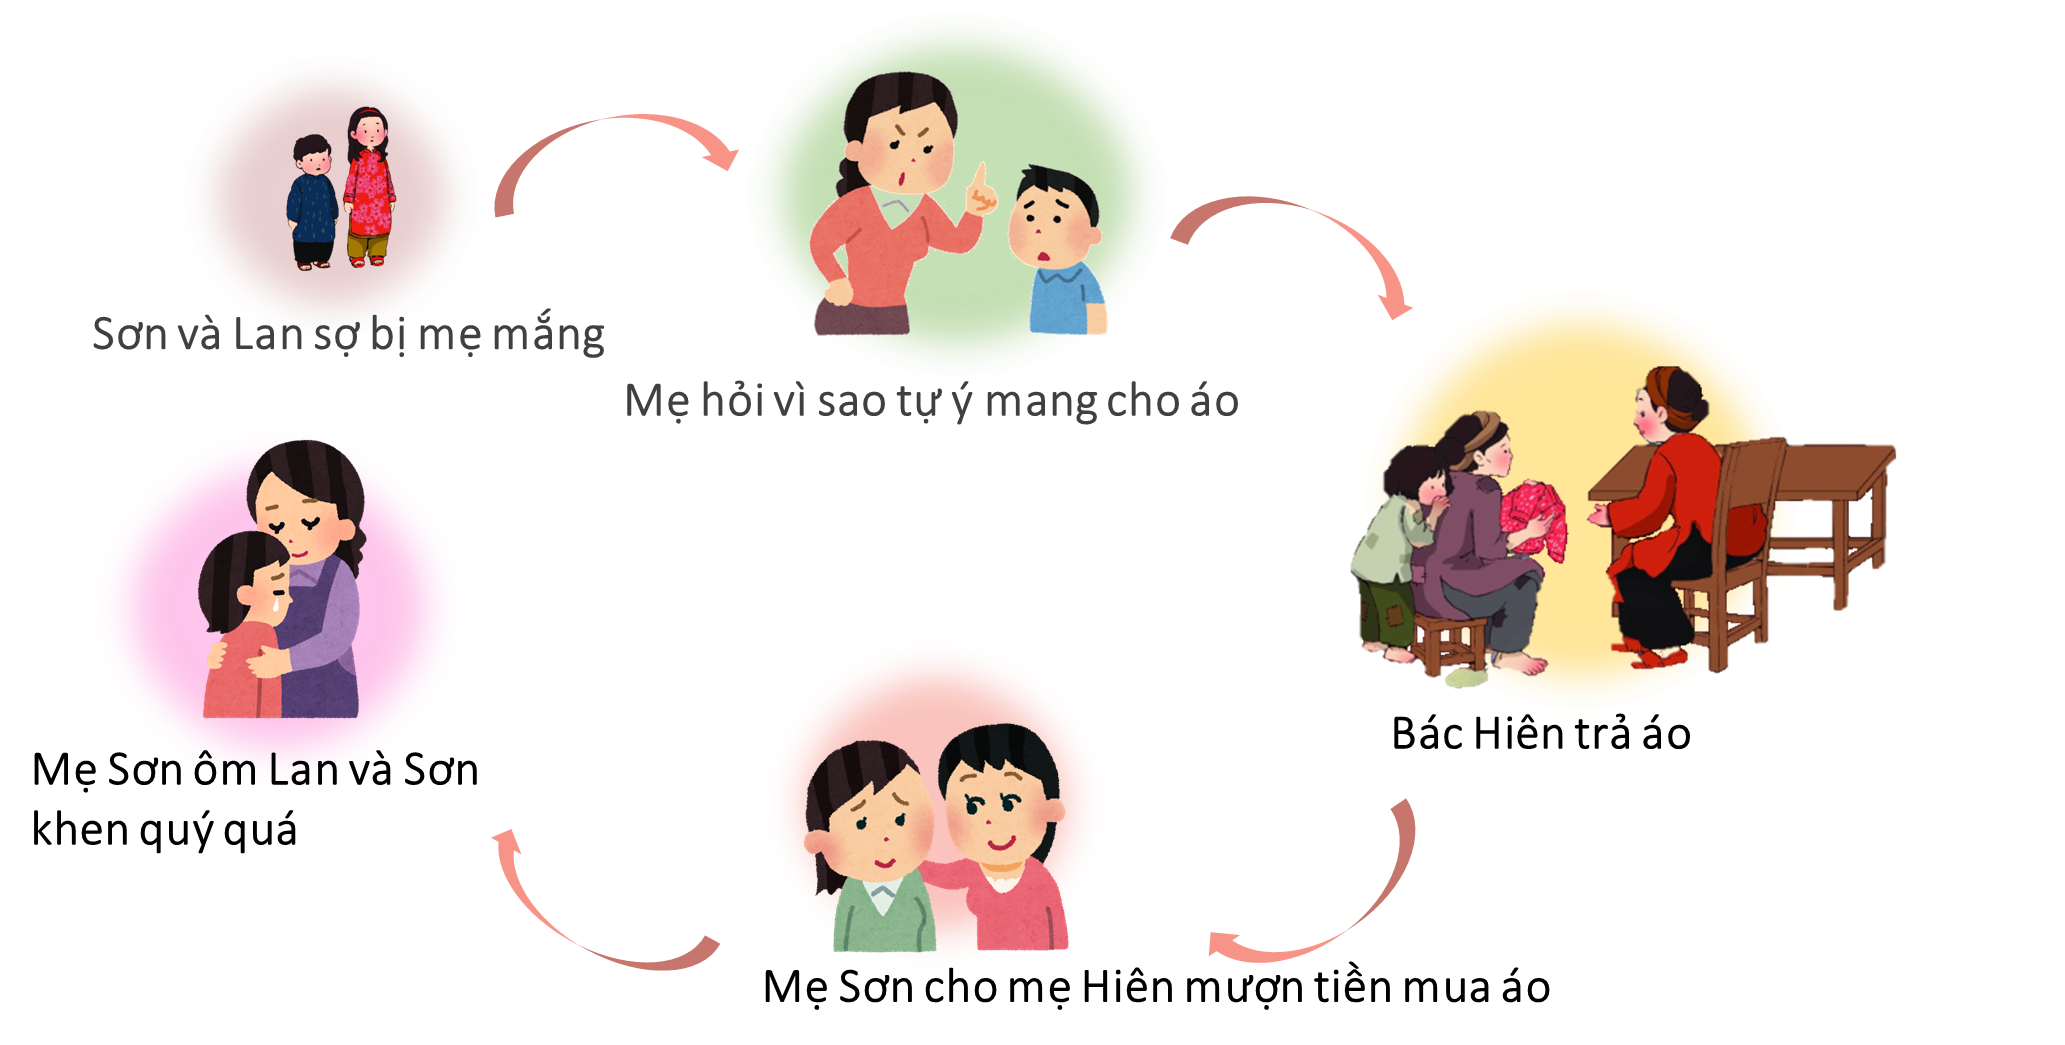 Sơn và Lan sợ bị mẹ mắng
Mẹ hỏi vì sao tự ý mang cho áo
Bác Hiên trả áo
Mẹ Sơn cho mẹ Hiên mượn tiền mua áo
Mẹ Sơn ôm Lan và Sơn
khen quý quá